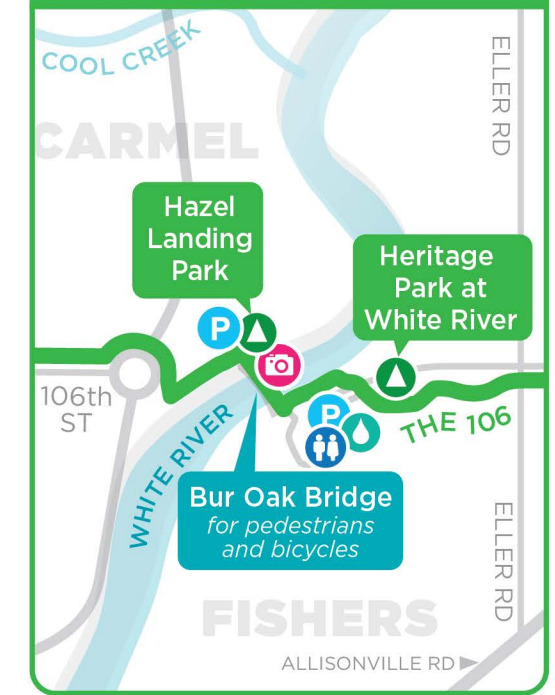 COOL CREEK
ELLER RD
CARMEL
Hazel
Landing
Park
Heritage
Park at
White River
P
106th
ST
P
THE 106
WHITE RIVER
Bur Oak Bridge
for pedestrians
and bicycles
ELLER RD
FISHERS
ALLISONVILLE RD